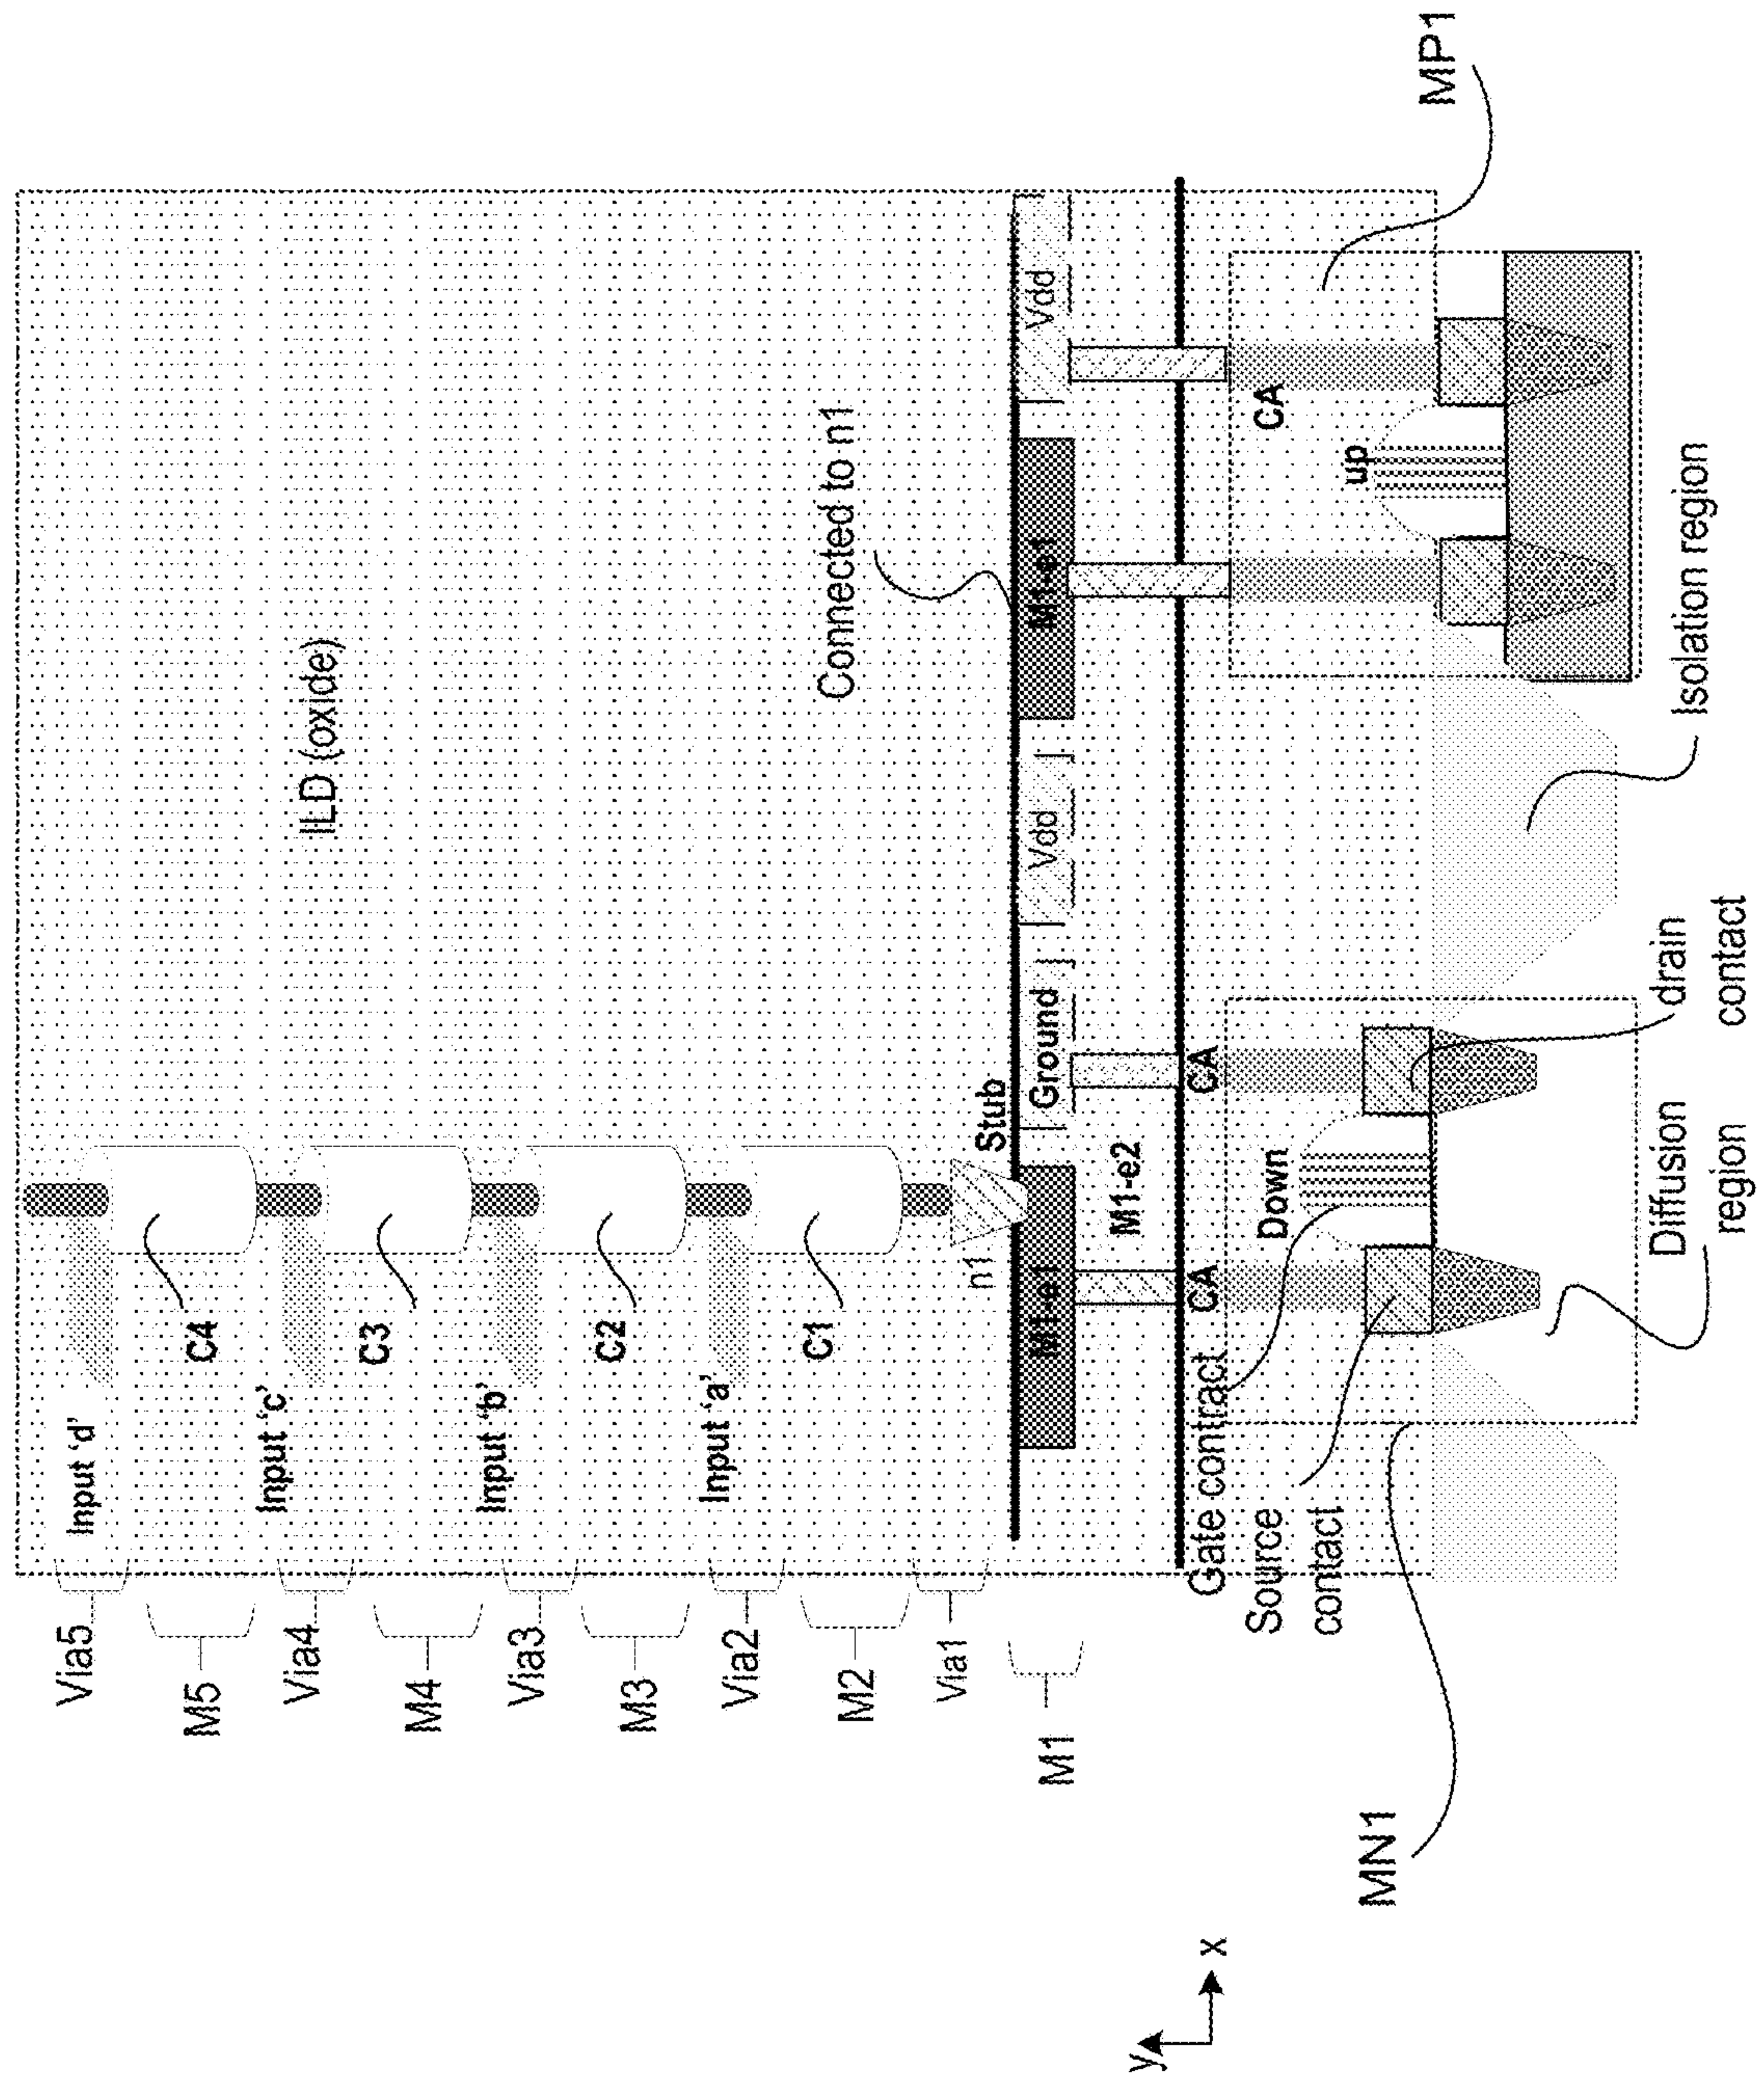 Via5
M5
Via4
M4
Via3
M3
Via2
M2
Via1
M1
Input 'd'
C4
Input 'c'
C3
Input 'b'
C2
Input 'a'
C1
n1
Stub
ILD (oxide)
Connected to n1
M1-e1
Ground
Vdd
M1-e1
Vdd
M1-e2
CA
CA
CA
Gate contract
Source
contact
Down
up
MN1
MP1
Diffusion
region
drain
contact
Isolation region
y
x